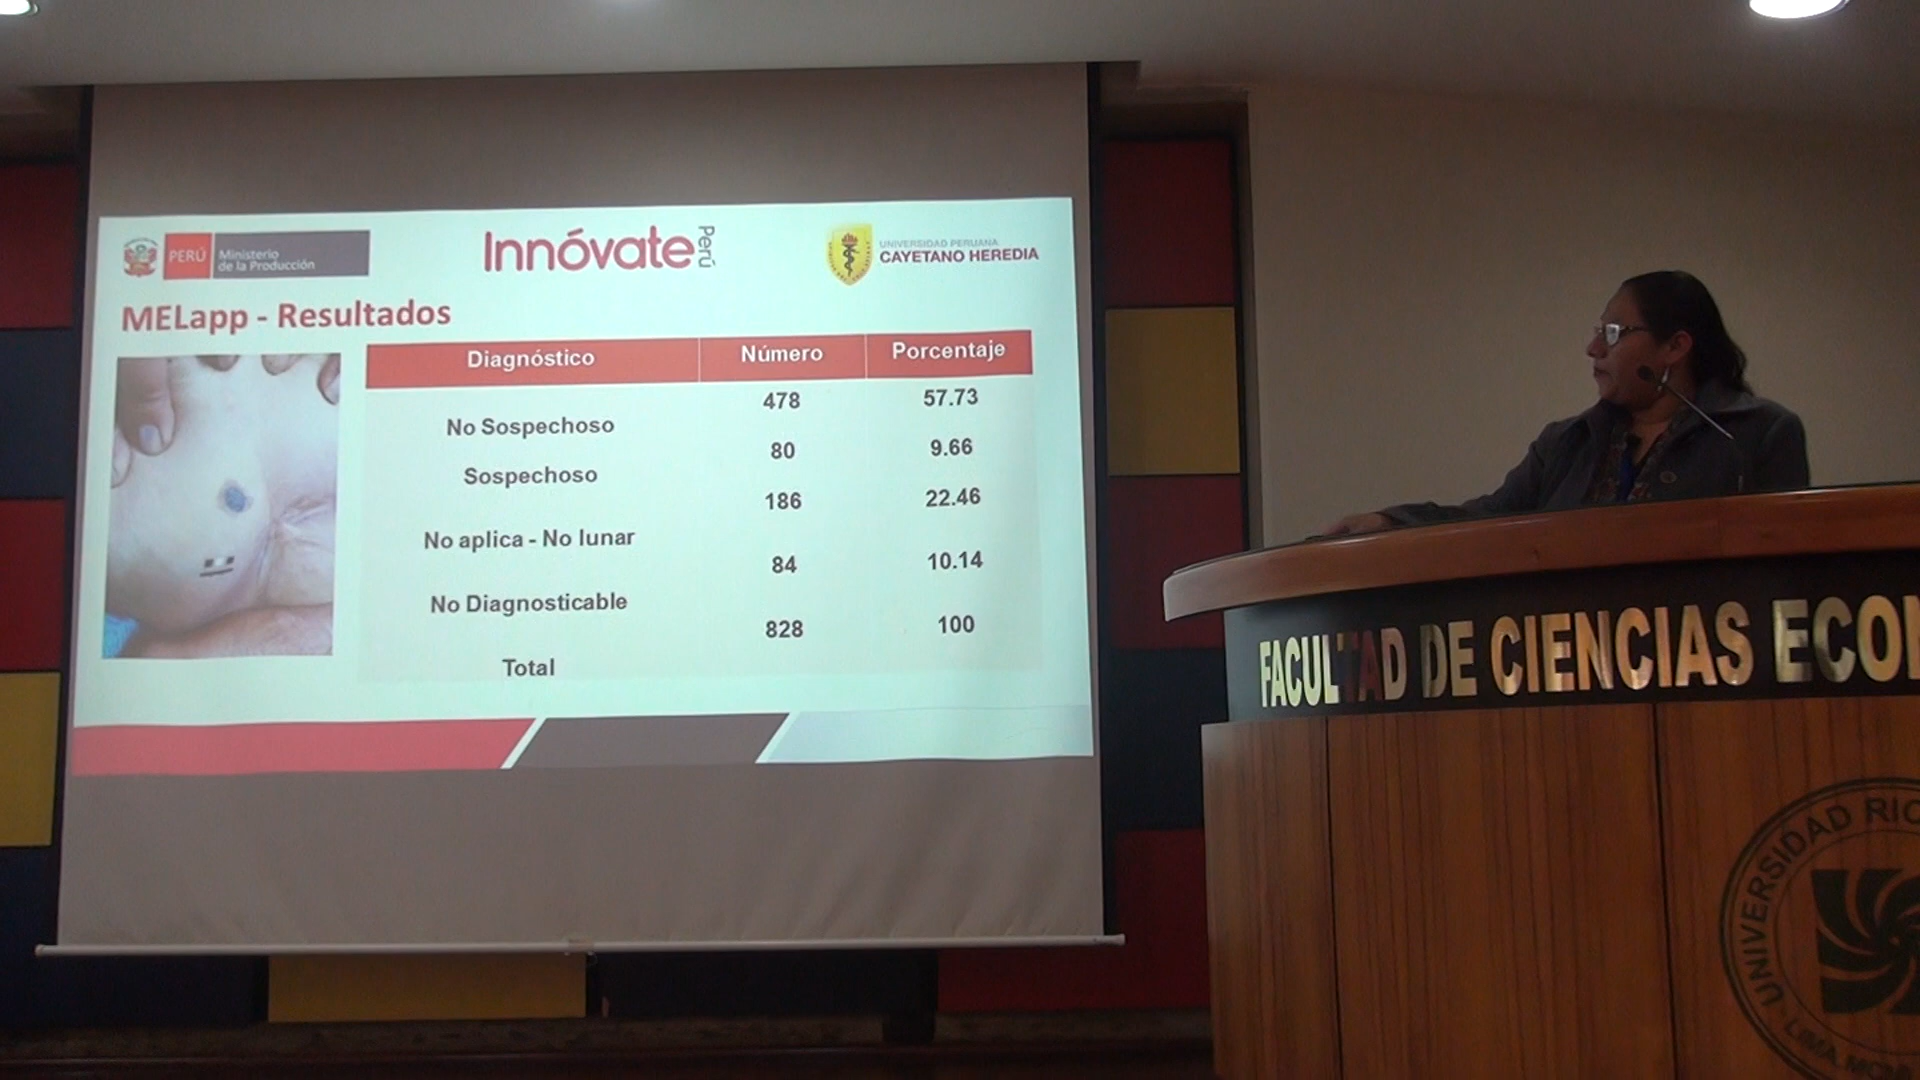 PERÚ
Ministerio
de la Producción
Innóvate Perú
UNIVERSIDAD PERUANA
CAYETANO HEREDIA
MELapp - Resultados
Diagnóstico Número Porcentaje
No Sospechoso 478 57.73
Sospechoso 80 9.66
No aplica - No lunar 186 22.46
No Diagnosticable 84 10.14
Total 828 100
FACULTAD DE CIENCIAS ECO
UNIVERSIDAD RIC
LIMA